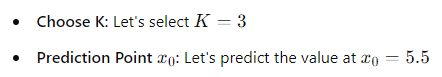 • Choose K: Let's select K = 3
• Prediction Point x₀: Let's predict the value at x₀ = 5.5